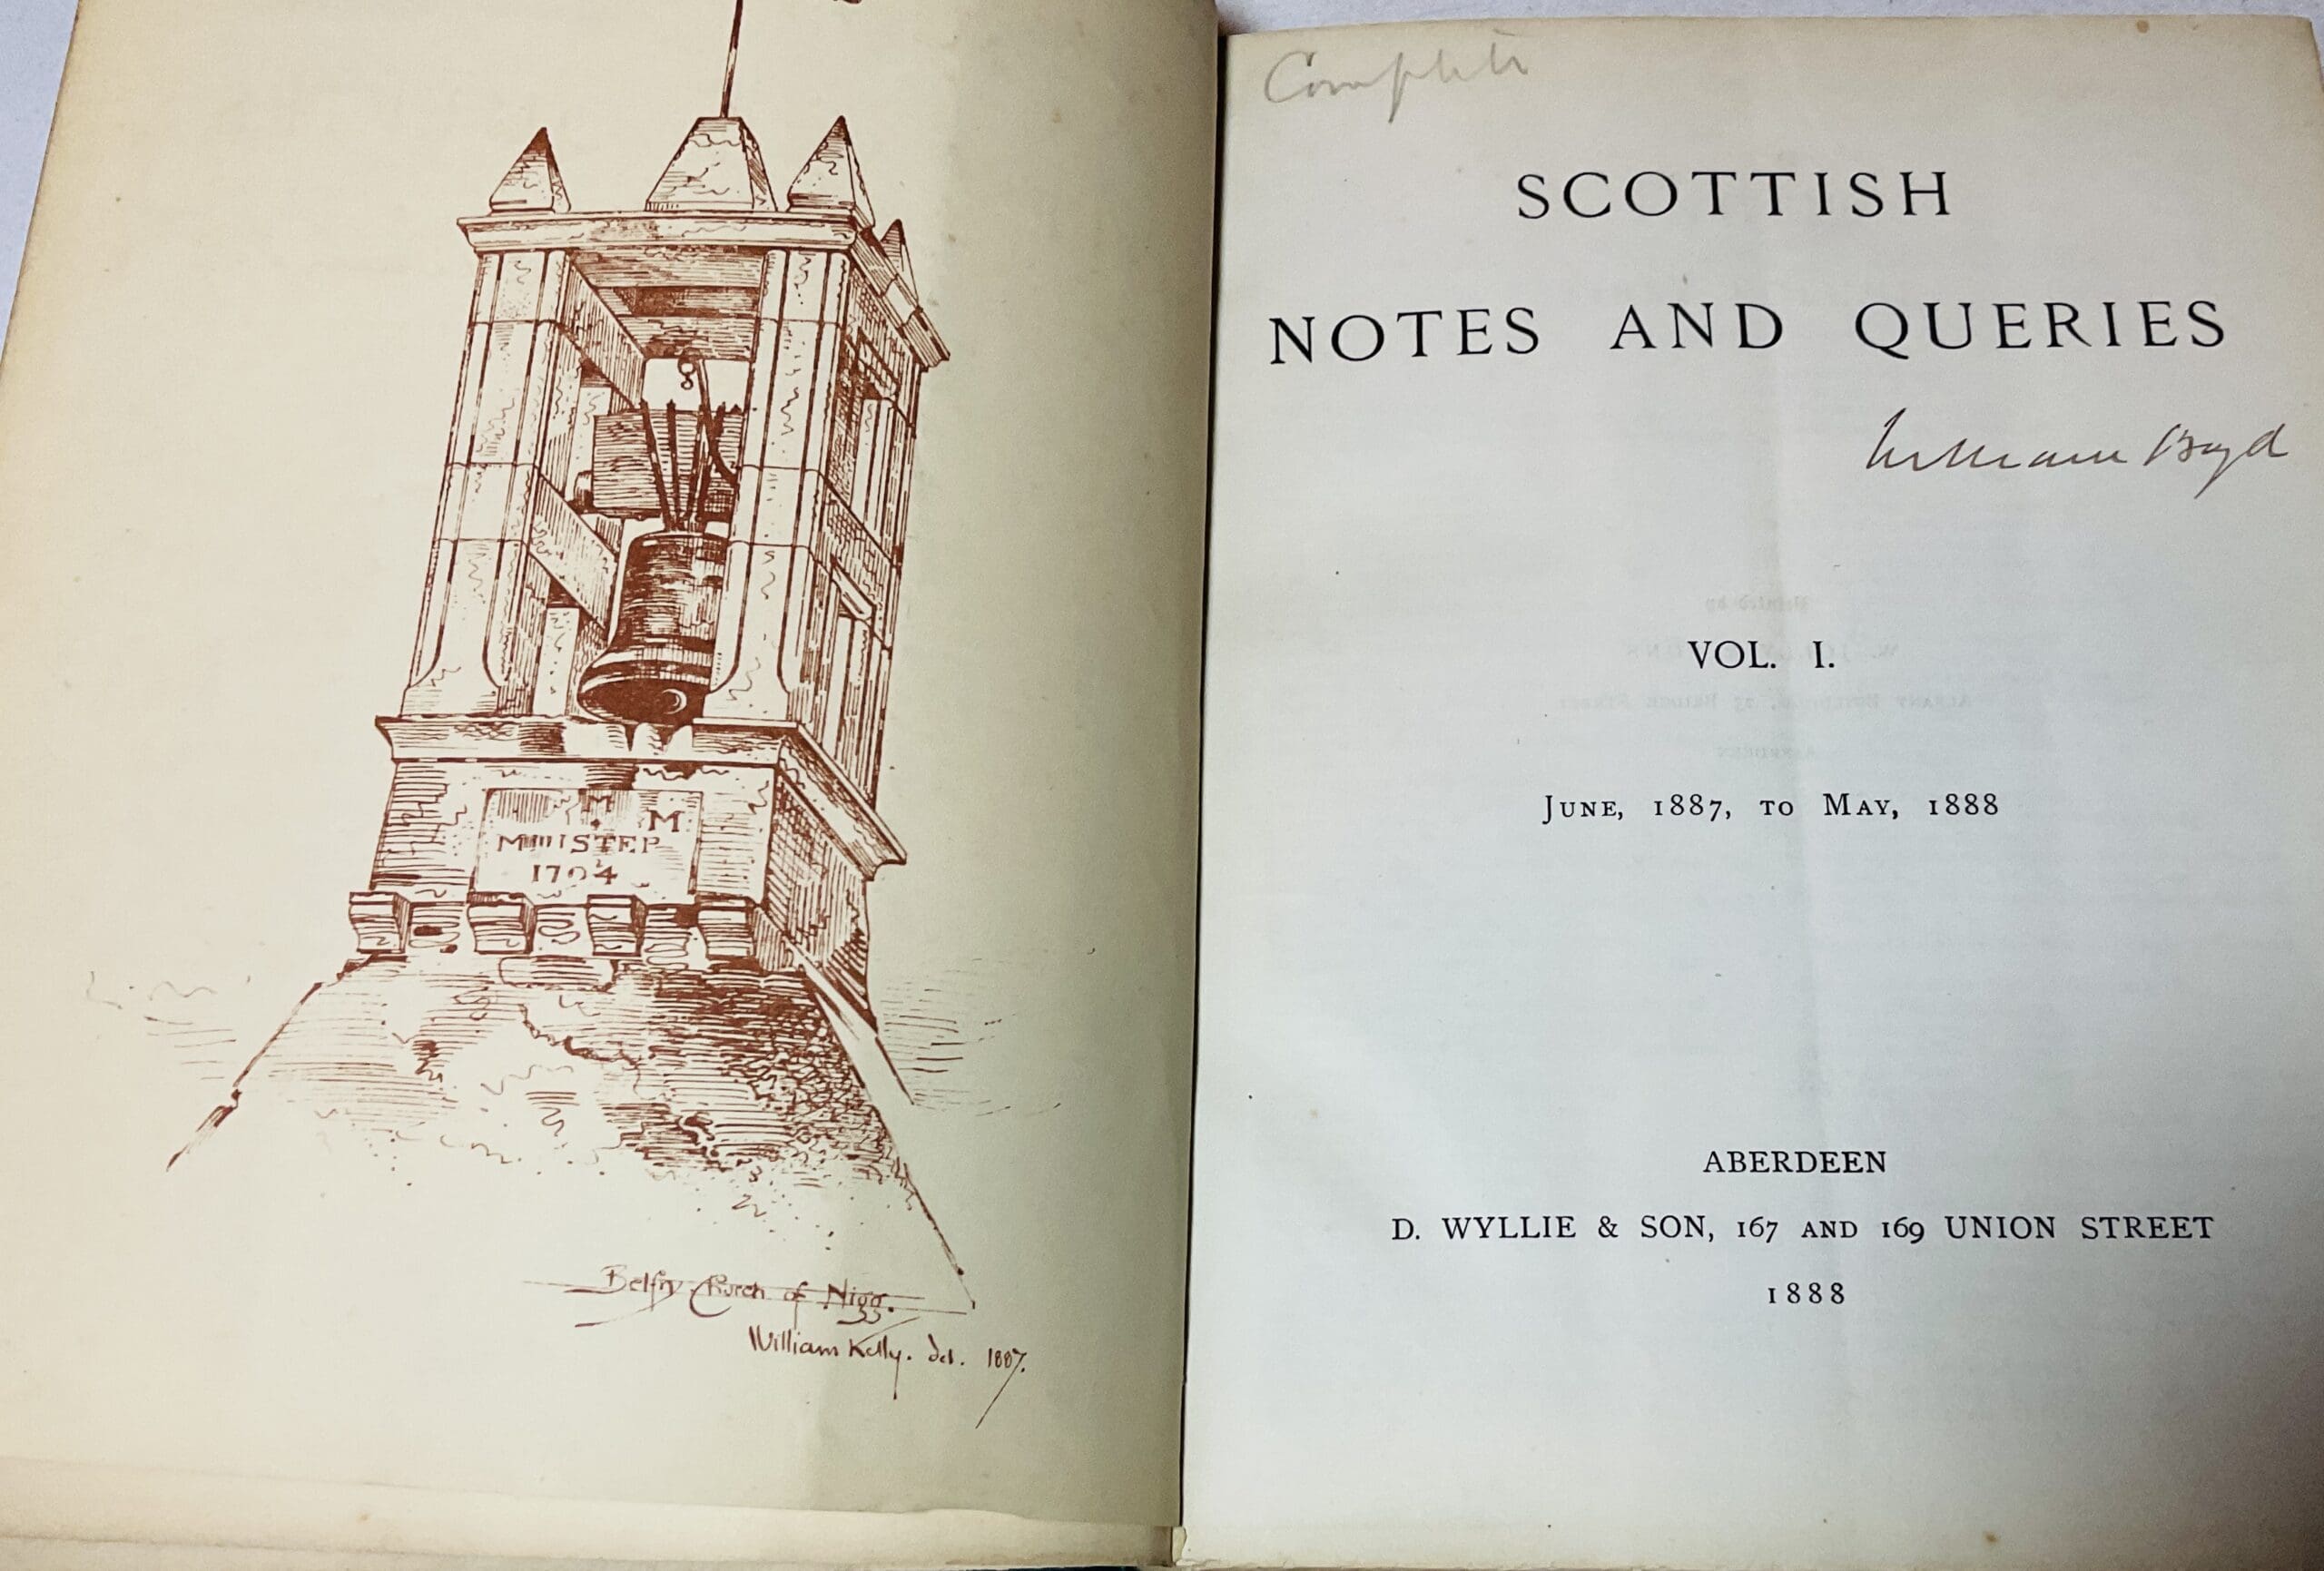 M
M
MINISTER
1704
Belfry Church of Nigg.
William Kelly. del. 1887.
Complete
SCOTTISH
NOTES AND QUERIES
William Boyd
VOL. I.
JUNE, 1887, TO MAY, 1888
ABERDEEN
D. WYLLIE & SON, 167 AND 169 UNION STREET
1888